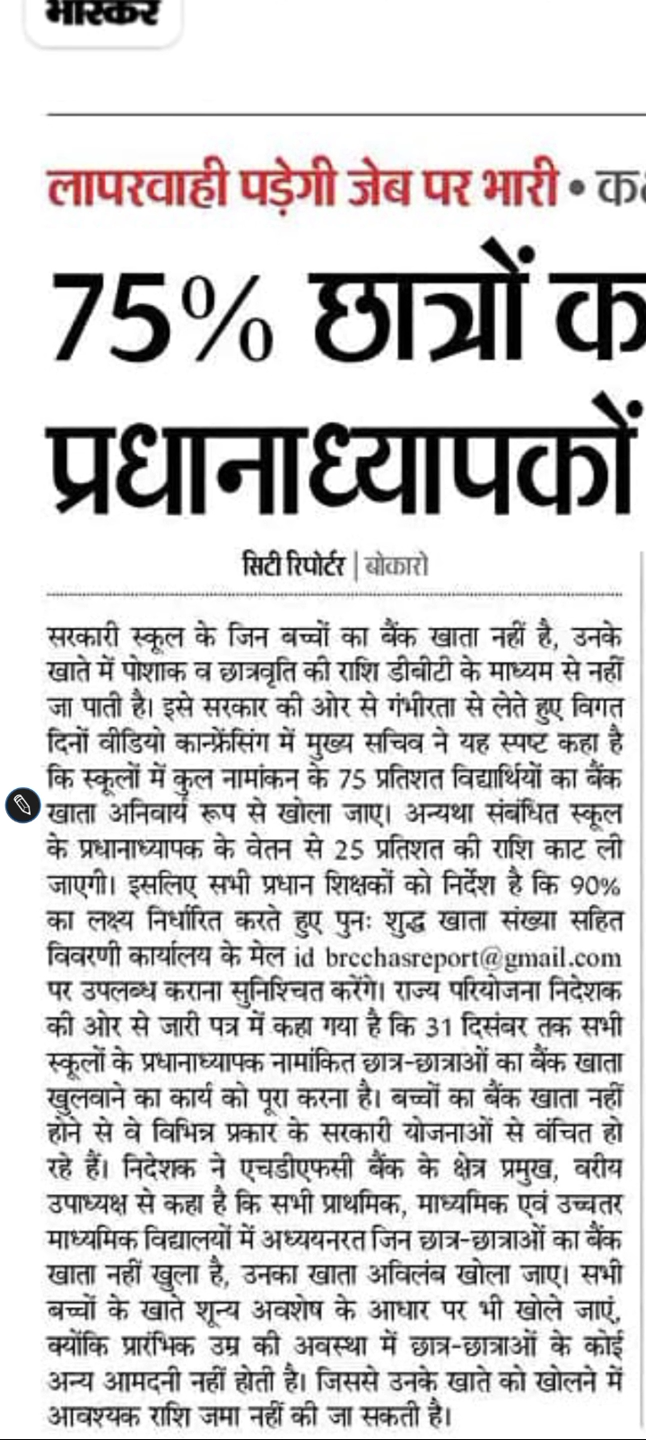 भास्कर
लापरवाही पड़ेगी जेब पर भारी •
75% छात्रों
प्रधानाध्यापकों
सिटी रिपोर्टर | बोकारो
सरकारी स्कूल के जिन बच्चों का बैंक खाता नहीं है, उनके
खाते में पोशाक व छात्रवृति की राशि डीबीटी के माध्यम से नहीं
जा पाती है। इसे सरकार की ओर से गंभीरता से लेते हुए विगत
दिनों वीडियो कान्फ्रेंसिंग में मुख्य सचिव ने यह स्पष्ट कहा है
कि स्कूलों में कुल नामांकन के 75 प्रतिशत विद्यार्थियों का बैंक
खाता अनिवार्य रूप से खोला जाए। अन्यथा संबंधित स्कूल
के प्रधानाध्यापक के वेतन से 25 प्रतिशत की राशि काट ली
जाएगी। इसलिए सभी प्रधान शिक्षकों को निर्देश है कि 90%
का लक्ष्य निर्धारित करते हुए पुनः शुद्ध खाता संख्या सहित
विवरणी कार्यालय के मेल id brcchasreport@gmail.com
पर उपलब्ध कराना सुनिश्चित करेंगे। राज्य परियोजना निदेशक
की ओर से जारी पत्र में कहा गया है कि 31 दिसंबर तक सभी
स्कूलों के प्रधानाध्यापक नामांकित छात्र-छात्राओं का बैंक खाता
खुलवाने का कार्य को पूरा करना है। बच्चों का बैंक खाता नहीं
होने से वे विभिन्न प्रकार के सरकारी योजनाओं से वंचित हो
रहे हैं। निदेशक ने एचडीएफसी बैंक के क्षेत्र प्रमुख, वरीय
उपाध्यक्ष से कहा है कि सभी प्राथमिक, माध्यमिक एवं उच्चतर
माध्यमिक विद्यालयों में अध्ययनरत जिन छात्र-छात्राओं का बैंक
खाता नहीं खुला है, उनका खाता अविलंब खोला जाए। सभी
बच्चों के खाते शून्य अवशेष के आधार पर भी खोले जाएं,
क्योंकि प्रारंभिक उम्र की अवस्था में छात्र-छात्राओं के कोई
अन्य आमदनी नहीं होती है। जिससे उनके खाते को खोलने में
आवश्यक राशि जमा नहीं की जा सकती है।